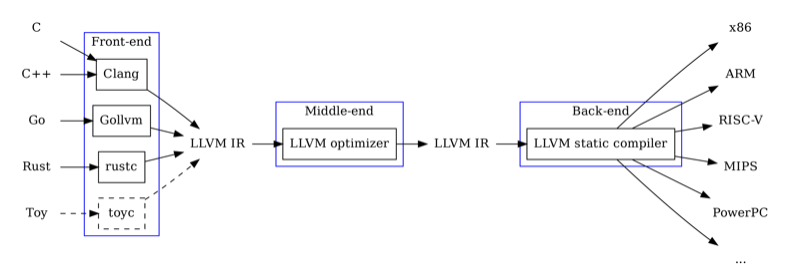 C
C++
Go
Rust
Toy
Front-end
Clang
Gollvm
rustc
toyc
LLVM IR
Middle-end
LLVM optimizer
LLVM IR
Back-end
LLVM static compiler
x86
ARM
RISC-V
MIPS
PowerPC
...